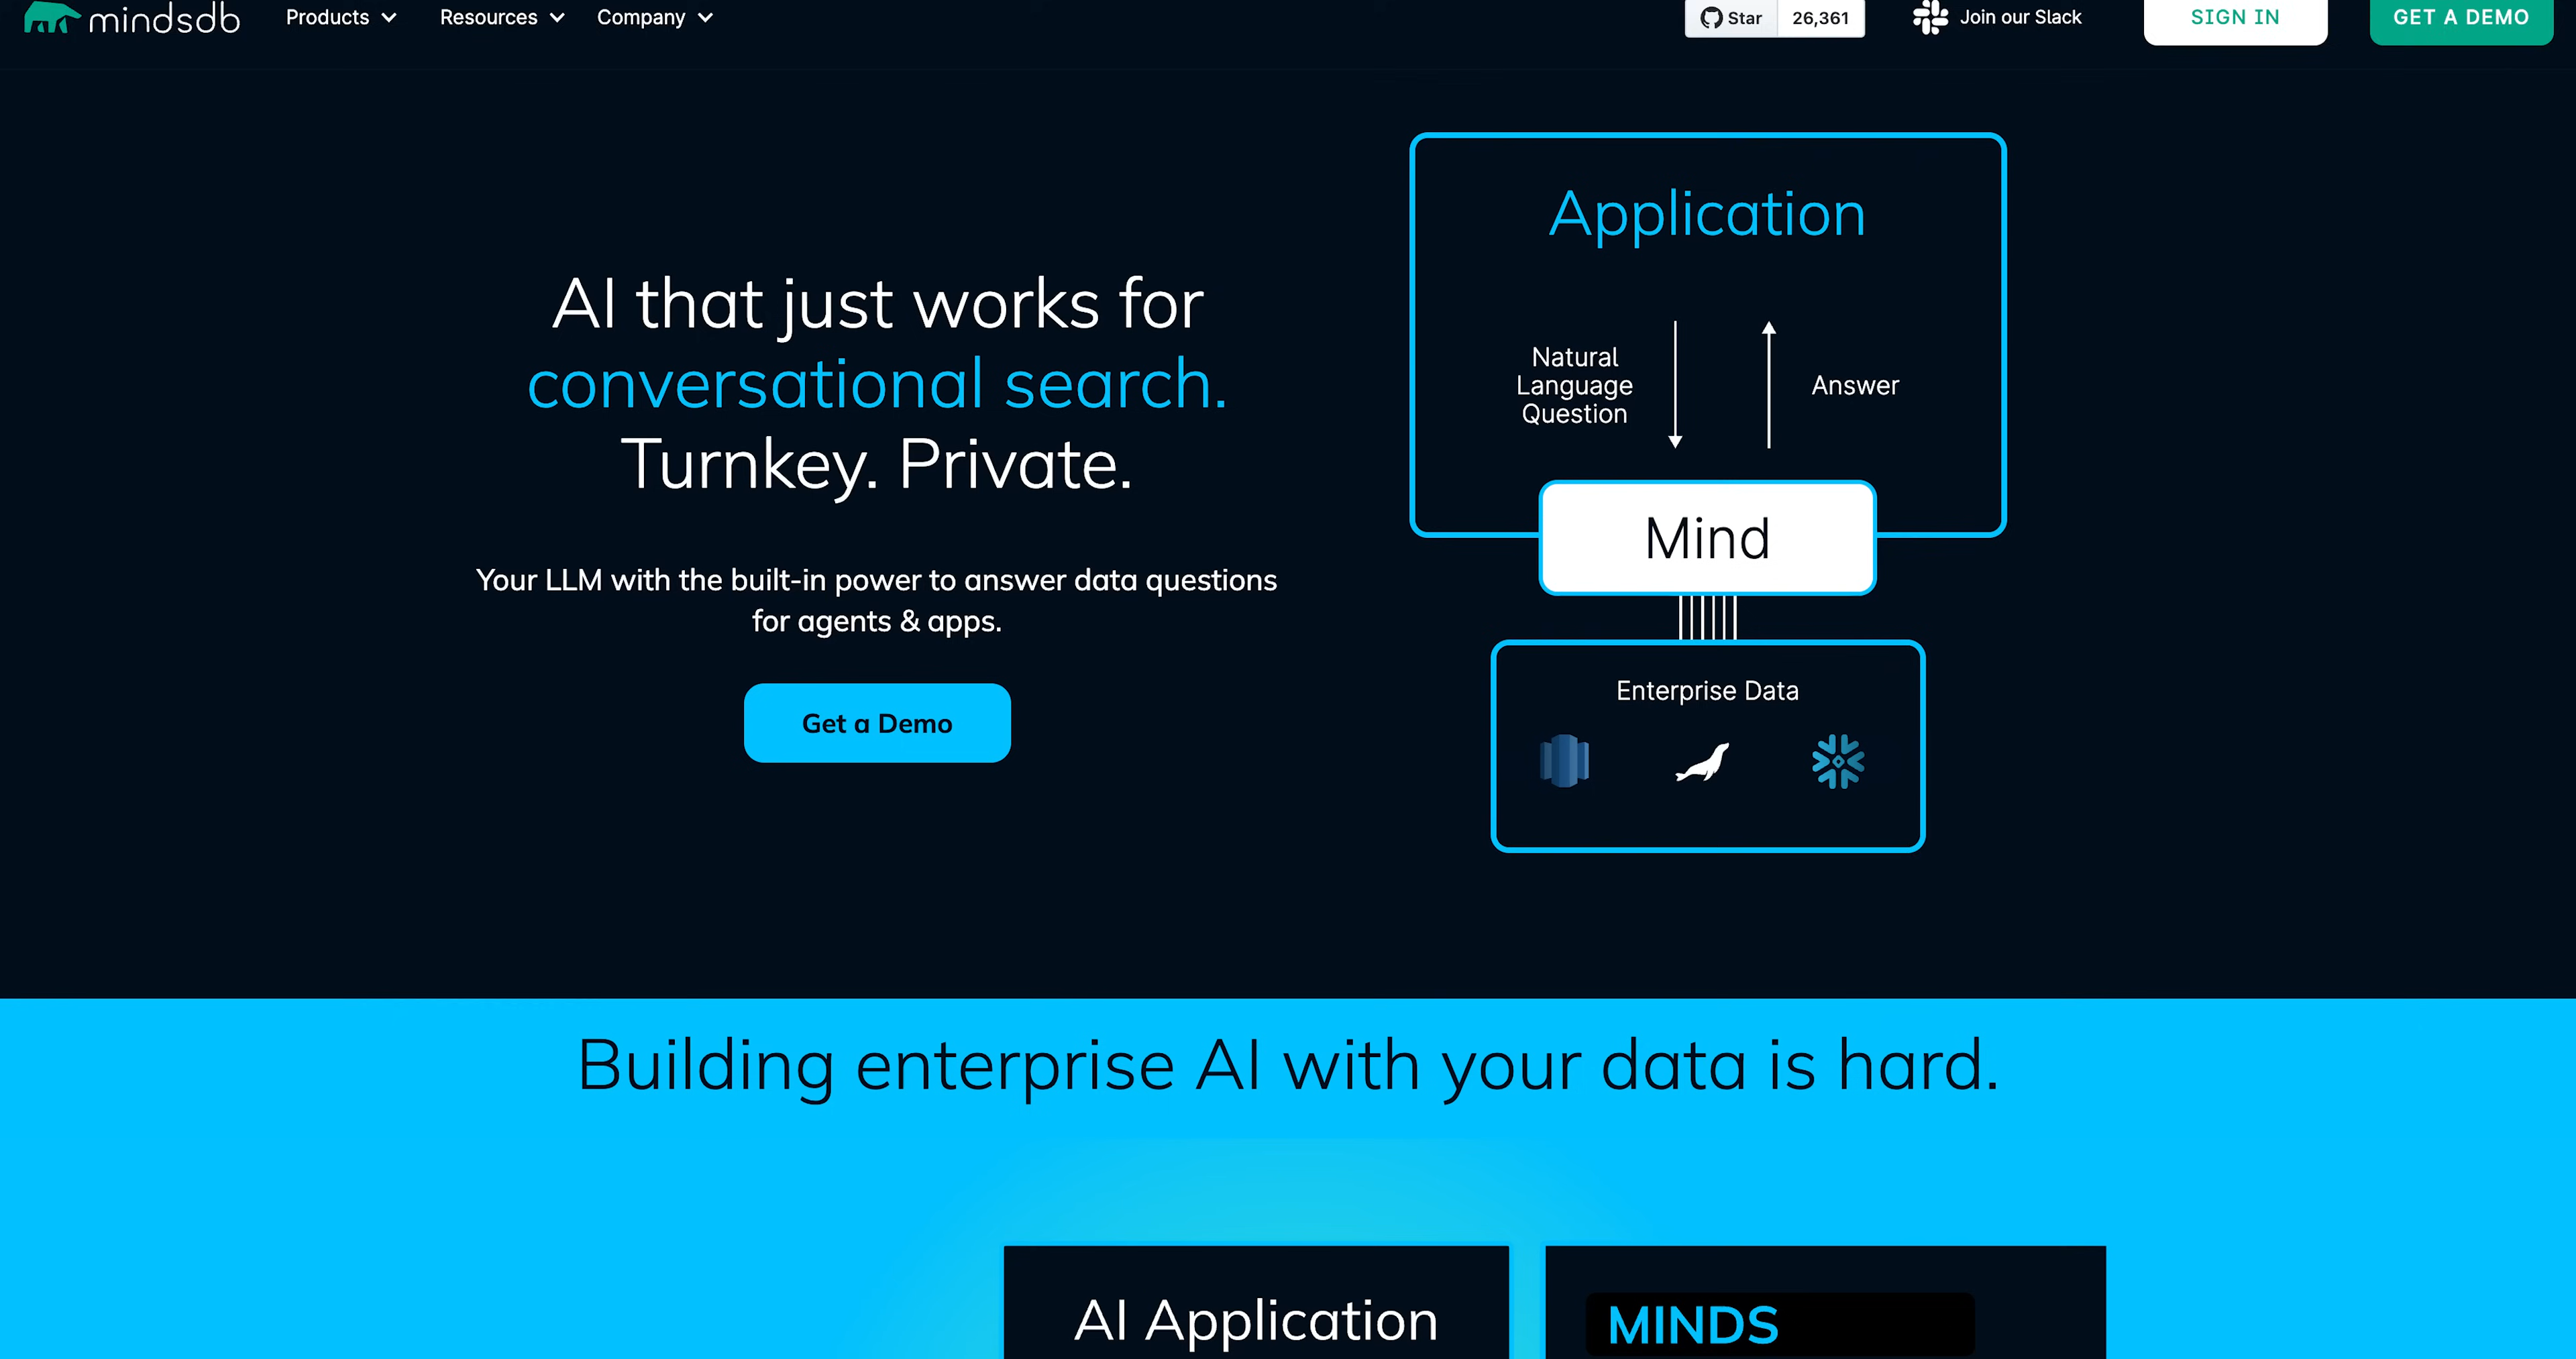 mindsdb
Products
Resources
Company
Star
26,361
Join our Slack
SIGN IN
GET A DEMO
AI that just works for
conversational search.
Turnkey. Private.
Your LLM with the built-in power to answer data questions
for agents & apps.
Get a Demo
Application
Natural
Language
Question
Answer
Mind
Enterprise Data
Building enterprise AI with your data is hard.
AI Application
MINDS